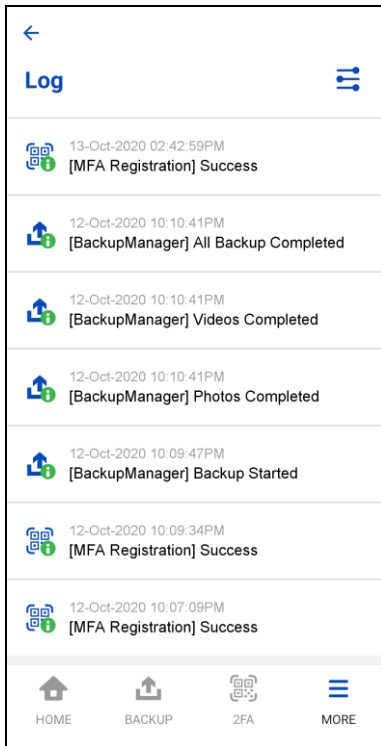 Log
13-Oct-2020 02:42:59PM
[MFA Registration] Success
12-Oct-2020 10:10:41PM
[BackupManager] All Backup Completed
12-Oct-2020 10:10:41PM
[BackupManager] Videos Completed
12-Oct-2020 10:10:41PM
[BackupManager] Photos Completed
12-Oct-2020 10:09:47PM
[BackupManager] Backup Started
12-Oct-2020 10:09:34PM
[MFA Registration] Success
12-Oct-2020 10:07:09PM
[MFA Registration] Success
HOME BACKUP 2FA MORE